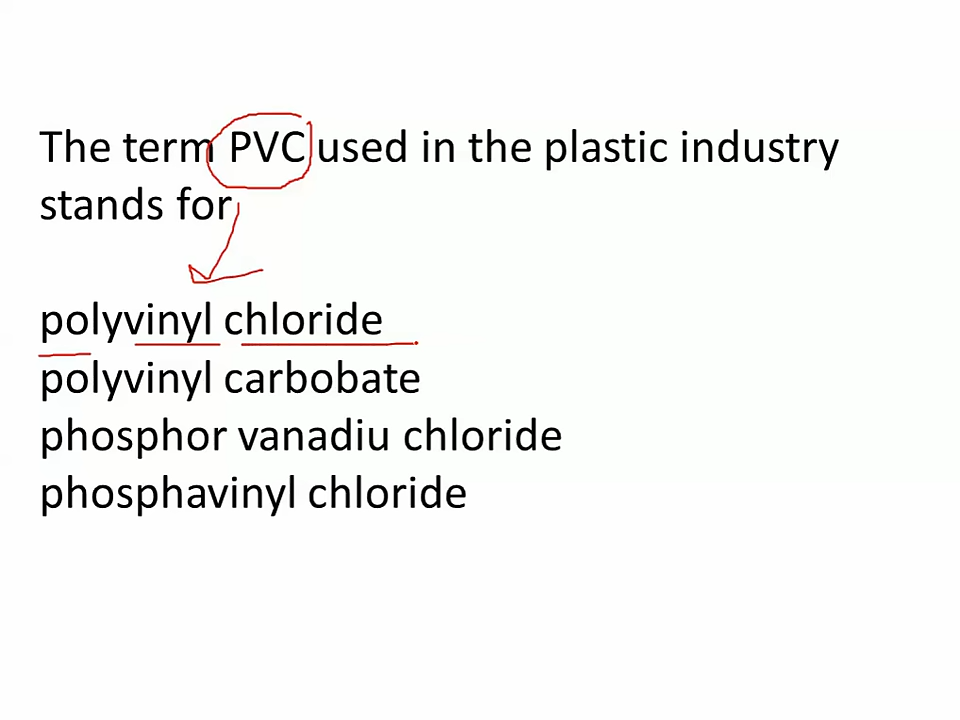 The term PVC used in the plastic industry
stands for
polyvinyl chloride
polyvinyl carbobate
phosphor vanadiu chloride
phosphavinyl chloride